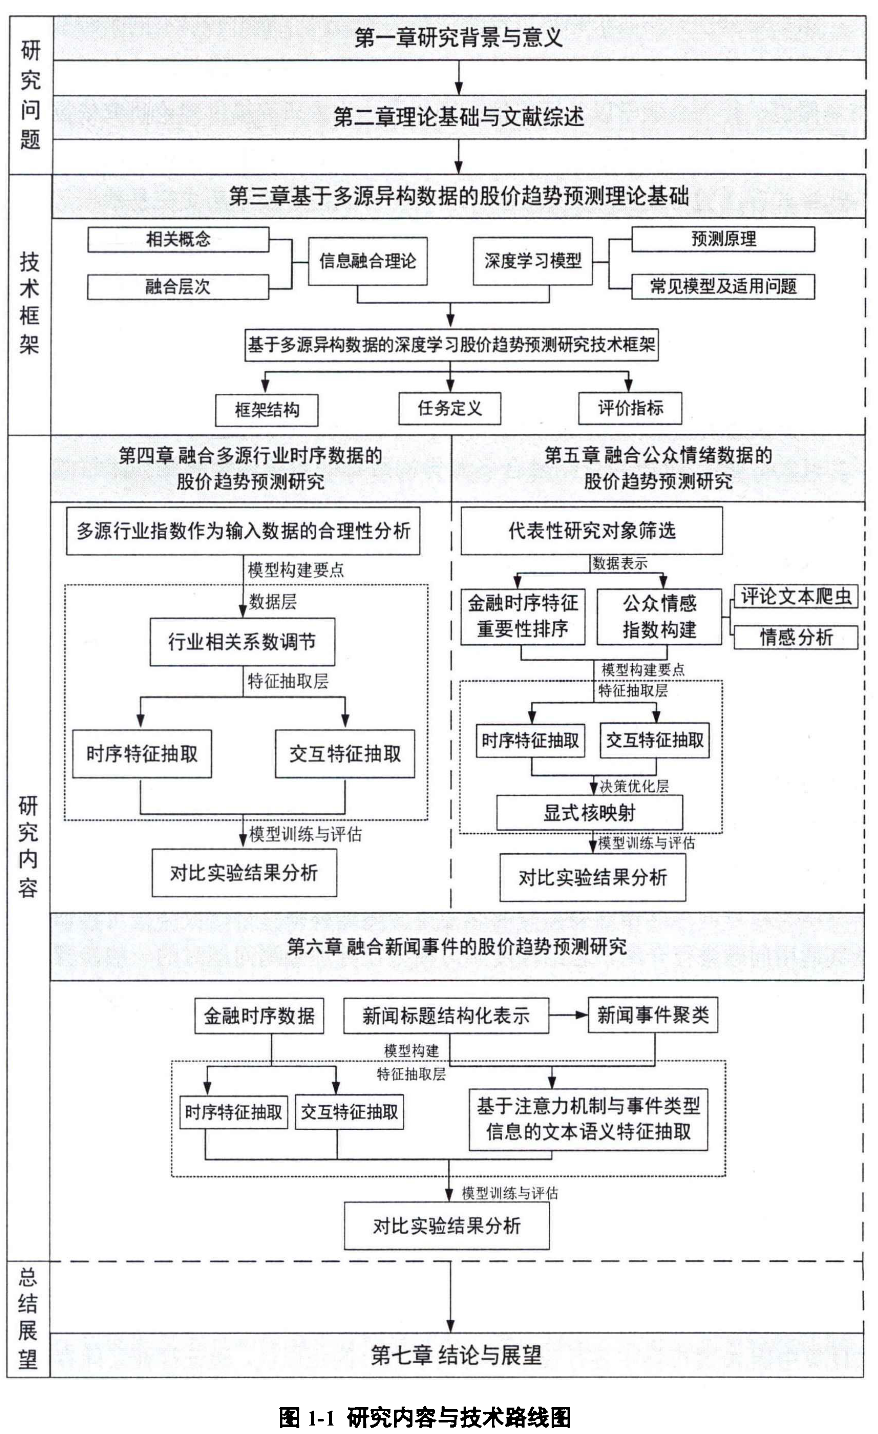 研究问题
第一章研究背景与意义
第二章理论基础与文献综述
技术框架
第三章基于多源异构数据的股价趋势预测理论基础
相关概念
融合层次
信息融合理论
深度学习模型
预测原理
常见模型及适用问题
基于多源异构数据的深度学习股价趋势预测研究技术框架
框架结构
任务定义
评价指标
研究内容
第四章 融合多源行业时序数据的
股价趋势预测研究
多源行业指数作为输入数据的合理性分析
模型构建要点
数据层
行业相关系数调节
特征抽取层
时序特征抽取
交互特征抽取
模型训练与评估
对比实验结果分析
第五章 融合公众情绪数据的
股价趋势预测研究
代表性研究对象筛选
数据表示
金融时序特征
重要性排序
公众情感
指数构建
评论文本爬虫
情感分析
模型构建要点
特征抽取层
时序特征抽取
交互特征抽取
决策优化层
显式核映射
模型训练与评估
对比实验结果分析
第六章 融合新闻事件的股价趋势预测研究
金融时序数据
新闻标题结构化表示
新闻事件聚类
模型构建
特征抽取层
时序特征抽取
交互特征抽取
基于注意力机制与事件类型
信息的文本语义特征抽取
模型训练与评估
对比实验结果分析
总结展望
第七章 结论与展望
图 1-1 研究内容与技术路线图